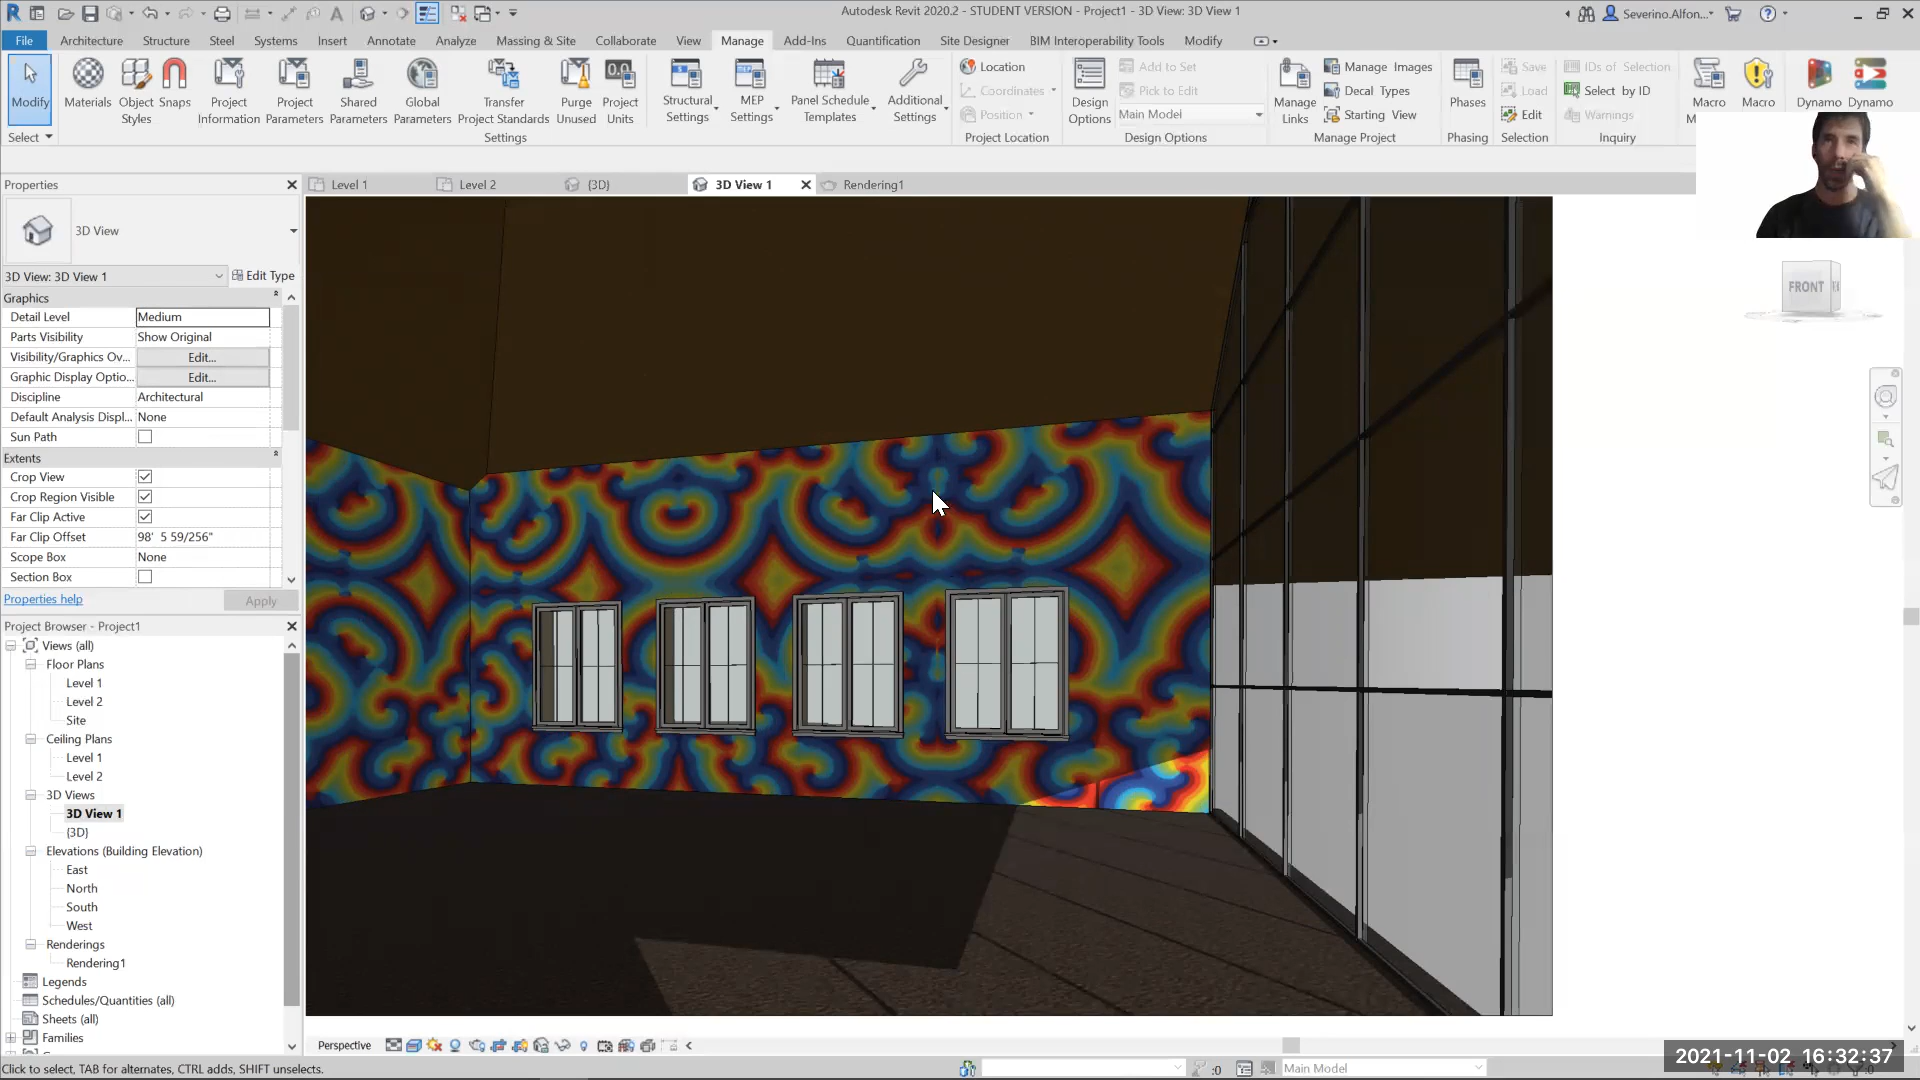 Autodesk Revit 2020.2 - STUDENT VERSION - Project1 - 3D View: 3D View 1
Severino.Alfon...
File Architecture Structure Steel Systems Insert Annotate Analyze Massing & Site Collaborate View Manage Add-Ins Quantification Site Designer BIM Interoperability Tools Modify
Modify
Materials
Object Styles
Snaps
Project Information
Project Parameters
Shared Parameters
Global Parameters
Transfer Project Standards
Purge Unused
Project Units
Structural Settings
MEP Settings
Panel Schedule Templates
Additional Settings
Location
Coordinates
Position
Design Options
Add to Set
Pick to Edit
Main Model
Manage Links
Manage Images
Decal Types
Starting View
Phases
Save
Load
Edit
IDs of Selection
Select by ID
Warnings
Macro
Macro
Dynamo
Dynamo
Select
Settings
Project Location
Design Options
Manage Project
Phasing
Selection
Inquiry
Properties
Level 1
Level 2
{3D}
3D View 1
Rendering1
3D View
3D View: 3D View 1
Edit Type
Graphics
Detail Level Medium
Parts Visibility Show Original
Visibility/Graphics Ov... Edit...
Graphic Display Optio... Edit...
Discipline Architectural
Default Analysis Displ... None
Sun Path
Extents
Crop View
Crop Region Visible
Far Clip Active
Far Clip Offset 98' 5 59/256"
Scope Box None
Section Box
Properties help
Apply
Project Browser - Project1
Views (all)
Floor Plans
Level 1
Level 2
Site
Ceiling Plans
Level 1
Level 2
3D Views
3D View 1
{3D}
Elevations (Building Elevation)
East
North
South
West
Renderings
Rendering1
Legends
Schedules/Quantities (all)
Sheets (all)
Families
FRONT
Perspective
Click to select, TAB for alternates, CTRL adds, SHIFT unselects.
:0
Main Model
2021-11-02 16:32:37